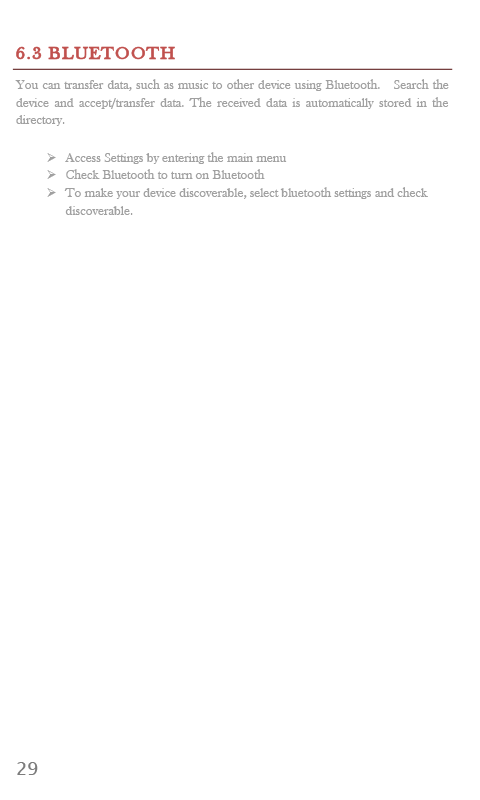 6.3 BLUETOOTH
You can transfer data, such as music to other device using Bluetooth. Search the
device and accept/transfer data. The received data is automatically stored in the
directory.
➢ Access Settings by entering the main menu
➢ Check Bluetooth to turn on Bluetooth
➢ To make your device discoverable, select bluetooth settings and check
discoverable.
29